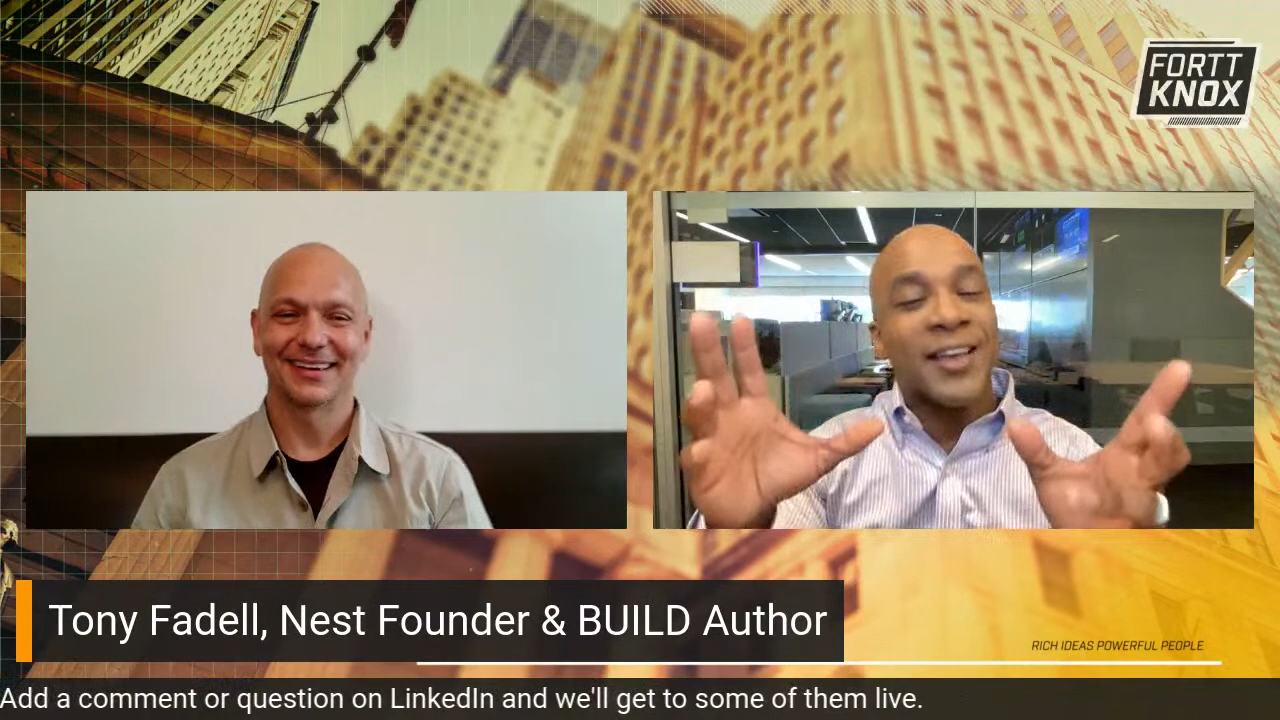 FORTT
KNOX
Tony Fadell, Nest Founder & BUILD Author
RICH IDEAS POWERFUL PEOPLE
Add a comment or question on LinkedIn and we'll get to some of them live.